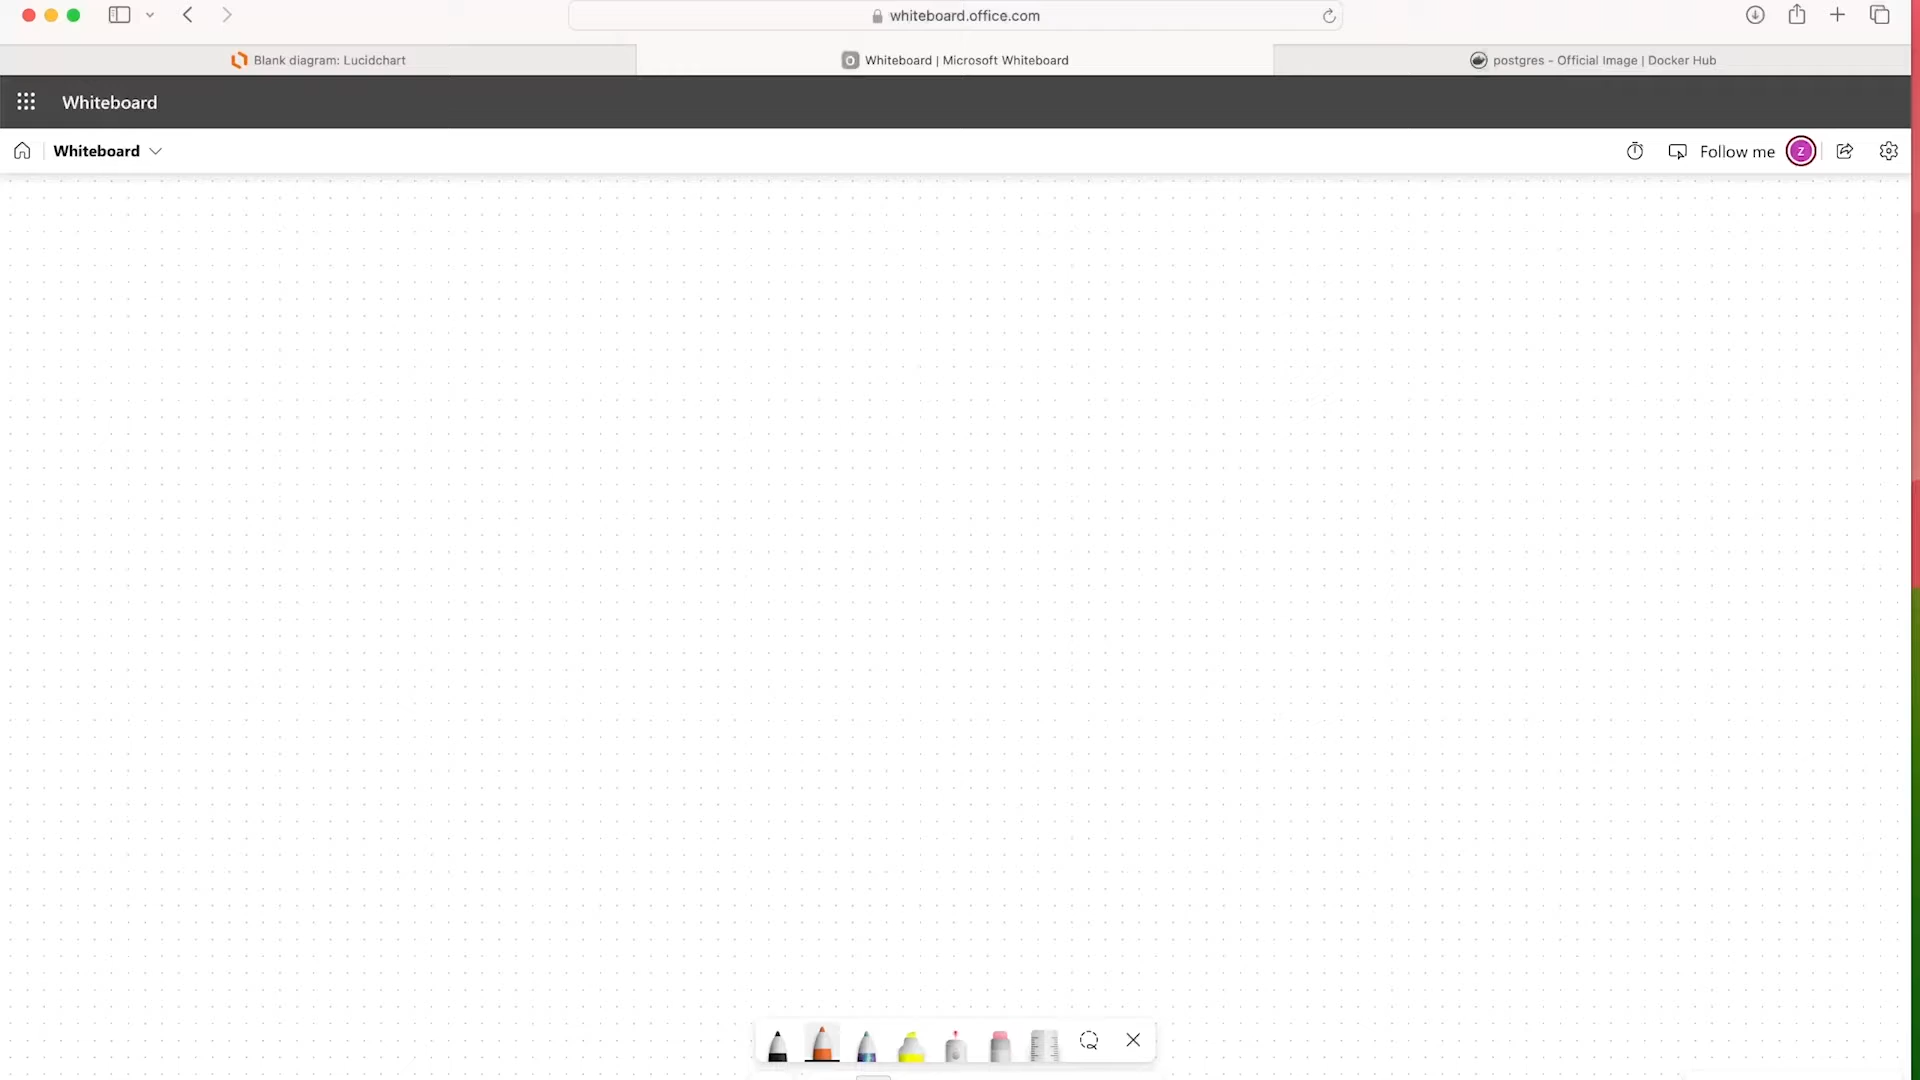 whiteboard.office.com
Blank diagram: Lucidchart
Whiteboard | Microsoft Whiteboard
postgres - Official Image | Docker Hub
Whiteboard
Whiteboard
Follow me
Z